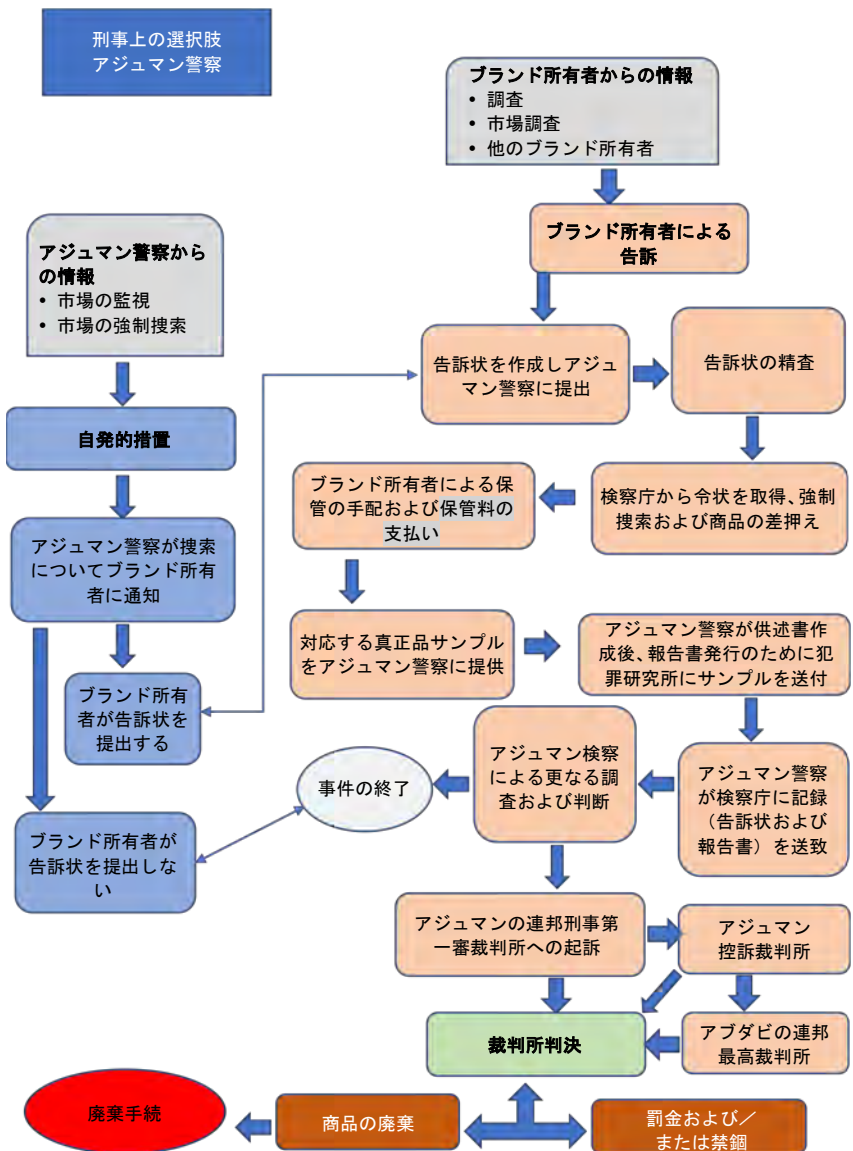 刑事上の選択肢
アジュマン警察
ブランド所有者からの情報
• 調査
• 市場調査
• 他のブランド所有者
ブランド所有者による
告訴
アジュマン警察から
の情報
• 市場の監視
• 市場の強制捜索
告訴状を作成しアジュ
マン警察に提出
告訴状の精査
自発的措置
ブランド所有者による保
管の手配および保管料の
支払い
検察庁から令状を取得、強制
捜索および商品の差押え
アジュマン警察が捜索
についてブランド所有
者に通知
対応する真正品サンプル
をアジュマン警察に提供
アジュマン警察が供述書作
成後、報告書発行のために犯
罪研究所にサンプルを送付
ブランド所有
者が告訴状を
提出する
事件の終了
アジュマン検察
による更なる調
査および判断
アジュマン警察
が検察庁に記録
（告訴状および
報告書）を送致
ブランド所有者が
告訴状を提出しな
い
アジュマンの連邦刑事第
一審裁判所への起訴
アジュマン
控訴裁判所
裁判所判決
アブダビの連邦
最高裁判所
廃棄手続
商品の廃棄
罰金および／
または禁錮